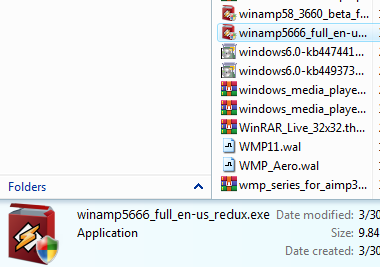 winamp58_3660_beta_f...
winamp5666_full_en-u...
windows6.0-kb447441...
windows6.0-kb449373...
windows_media_playe...
windows_media_playe...
WinRAR_Live_32x32.th...
WMP11.wal
WMP_Aero.wal
wmp_series_for_aimp3...
Folders
winamp5666_full_en-us_redux.exe Date modified: 3/30
Application Size: 9.84
Date created: 3/30